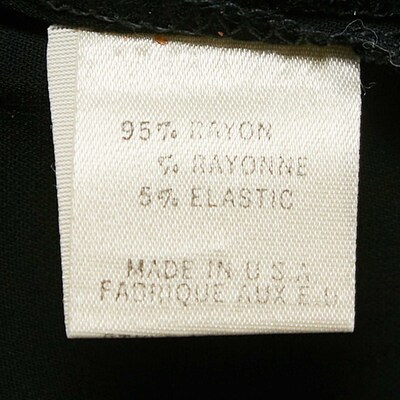 95% RAYON
% RAYONNE
5% ELASTIC
MADE IN U S A
FABRIQUE AUX E.U